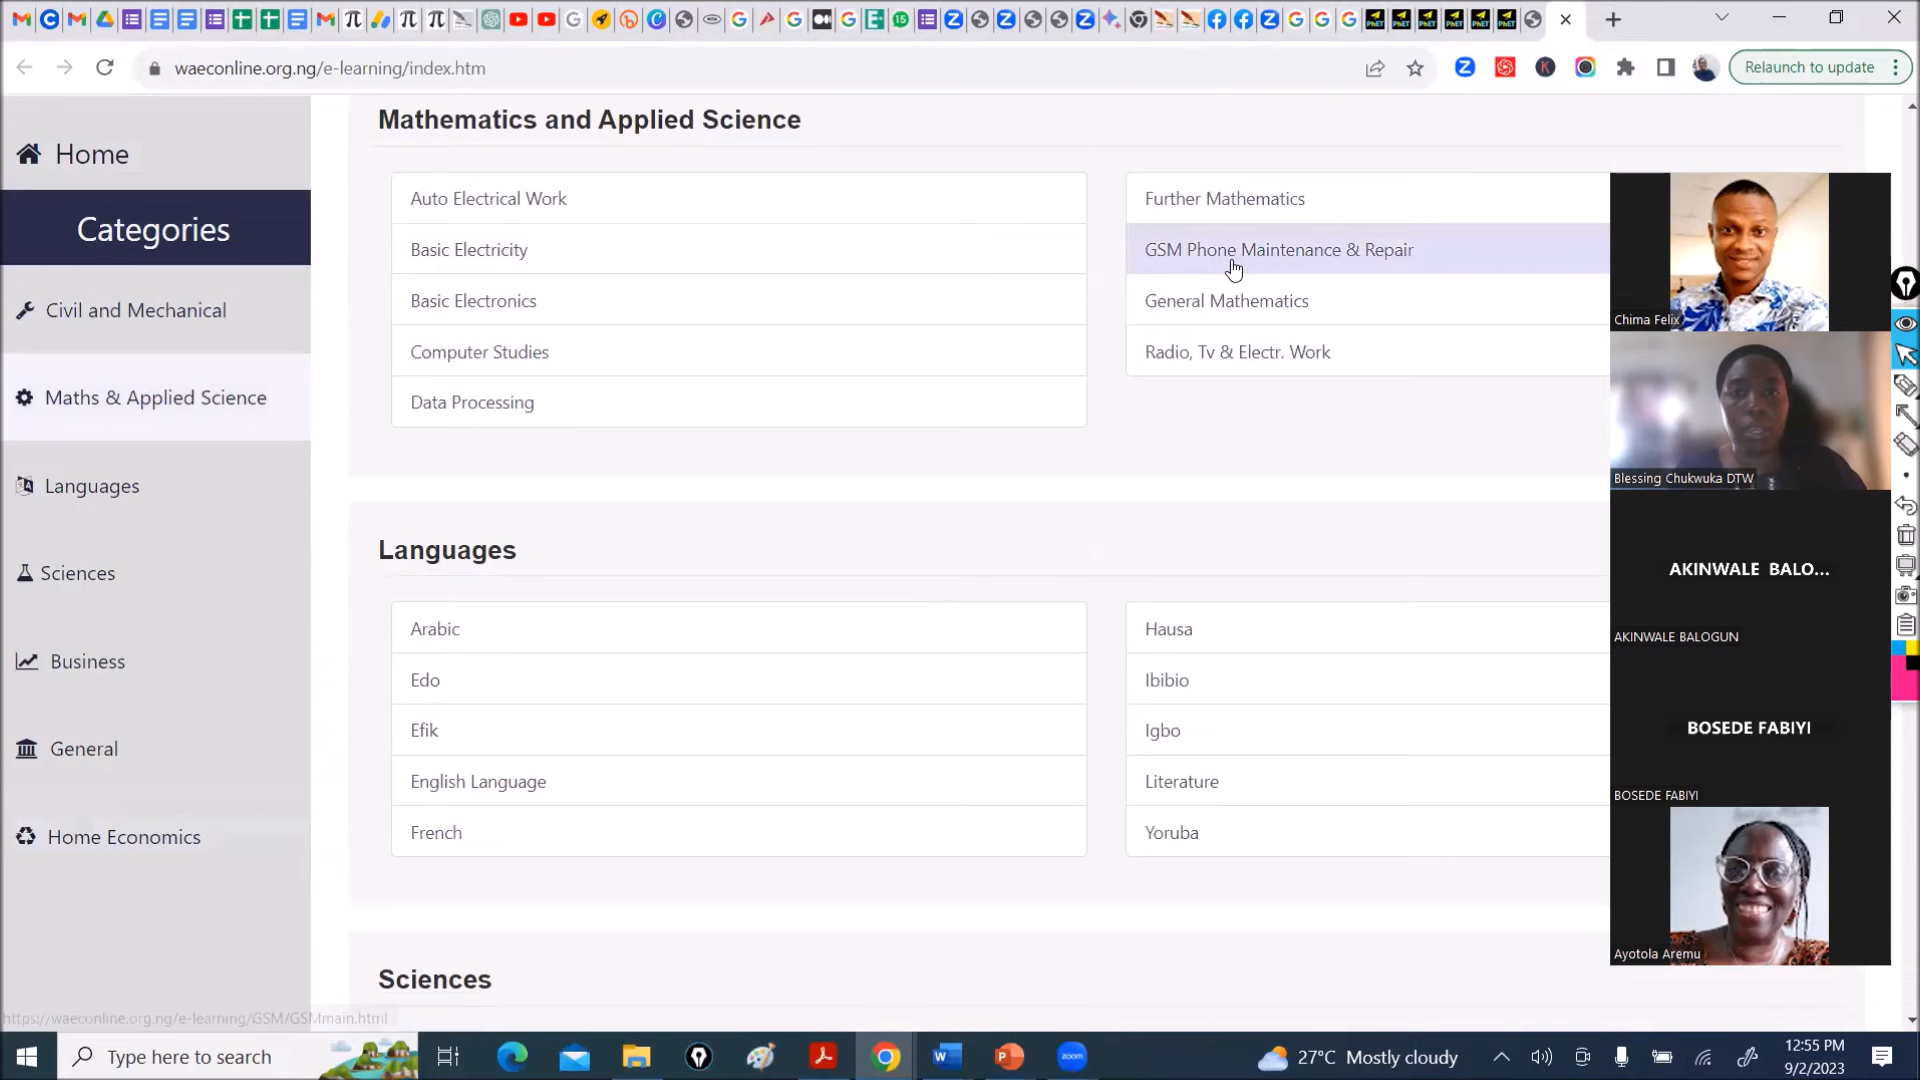 waeconline.org.ng/e-learning/index.htm
Relaunch to update
Home
Categories
Civil and Mechanical
Maths & Applied Science
Languages
Sciences
Business
General
Home Economics
Mathematics and Applied Science
Auto Electrical Work
Basic Electricity
Basic Electronics
Computer Studies
Data Processing
Further Mathematics
GSM Phone Maintenance & Repair
General Mathematics
Radio, Tv & Electr. Work
Languages
Arabic
Edo
Efik
English Language
French
Hausa
Ibibio
Igbo
Literature
Yoruba
Sciences
Chima Felix
Blessing Chukwuka DTW
AKINWALE BALO...
AKINWALE BALOGUN
BOSEDE FABIYI
BOSEDE FABIYI
Ayotola Aremu
https://waeconline.org.ng/e-learning/GSM/GSMmain.html
Type here to search
zoom
27°C Mostly cloudy
12:55 PM
9/2/2023